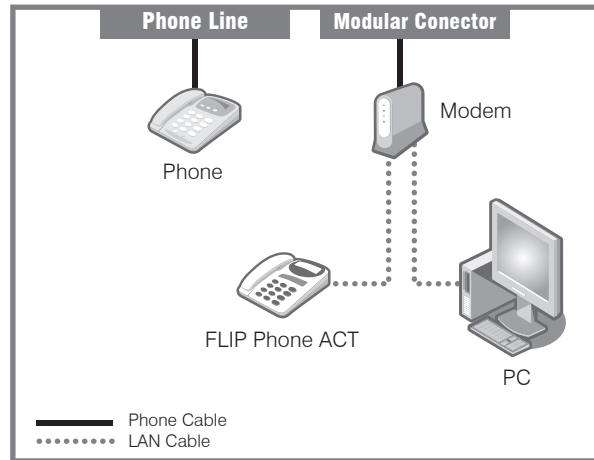 Phone Line
Modular Conector
Modem
Phone
FLIP Phone ACT
PC
Phone Cable
LAN Cable